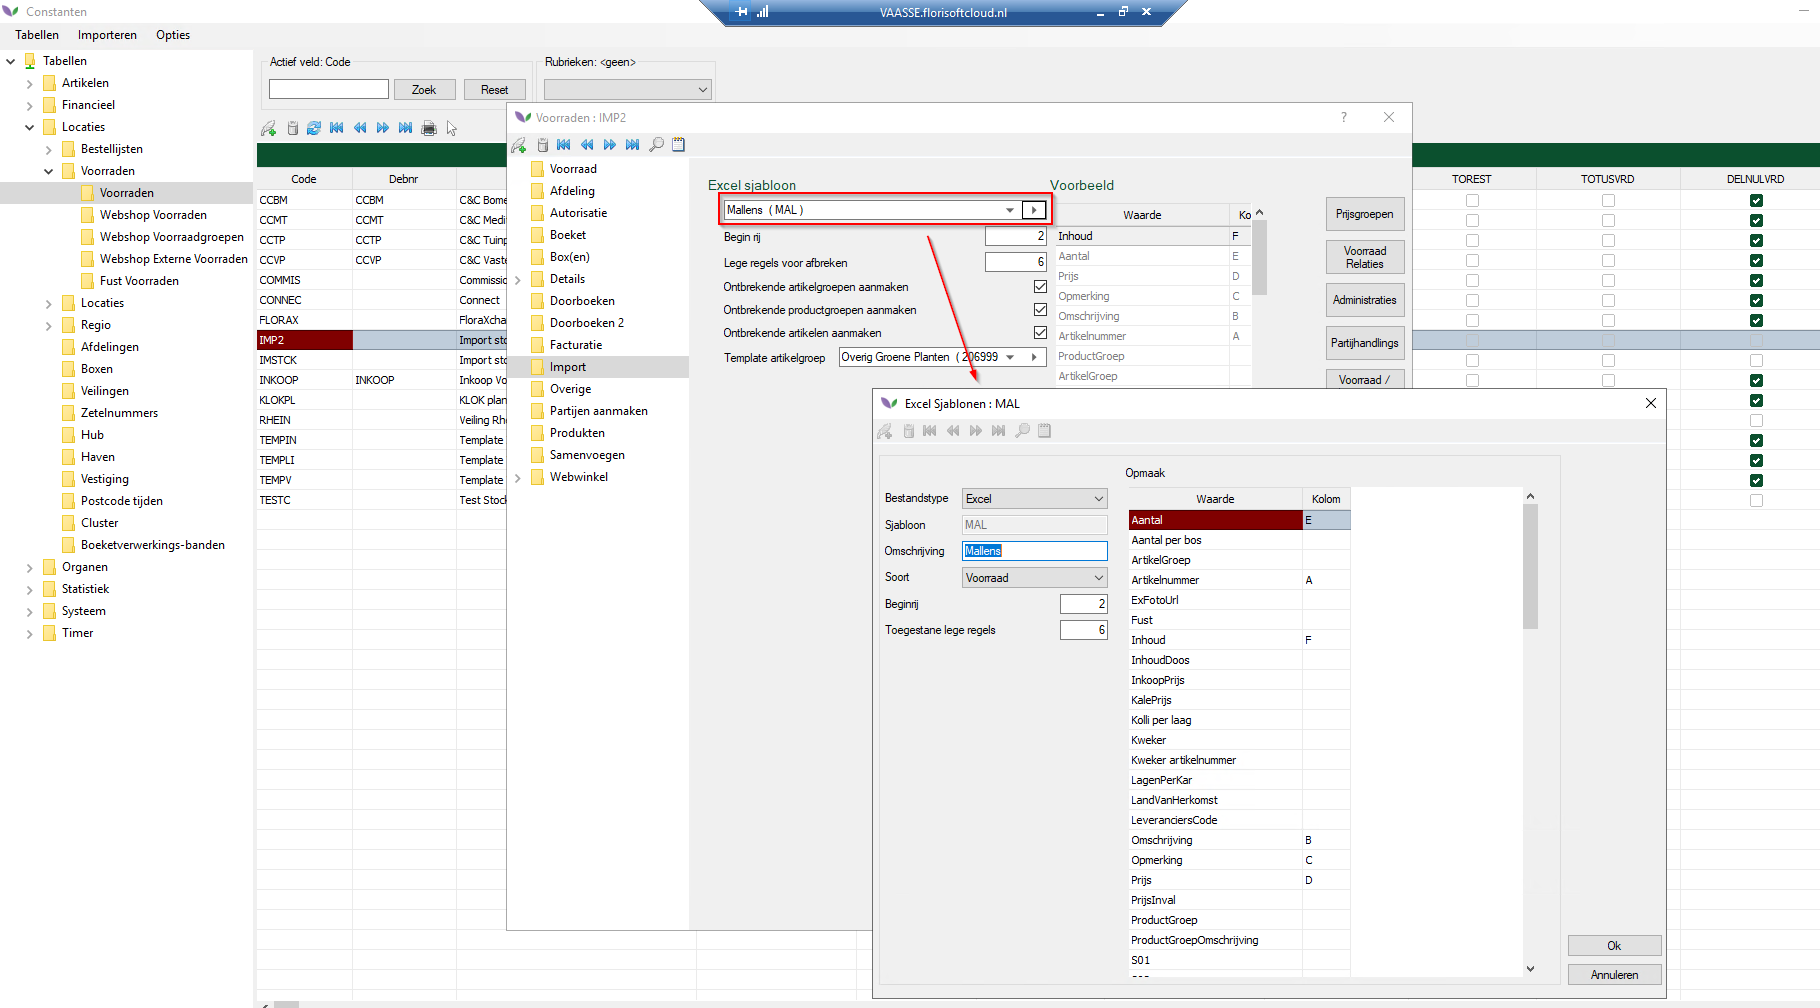 Constanten
VAASSE.florisoftcloud.nl
Tabellen Importeren Opties
Tabellen
Artikelen
Financieel
Locaties
Bestellijsten
Voorraden
Voorraden
Webshop Voorraden
Webshop Voorraadgroepen
Webshop Externe Voorraden
Fust Voorraden
Locaties
Regio
Afdelingen
Boxen
Veilingen
Zetelnummers
Hub
Haven
Vestiging
Postcode tijden
Cluster
Boeketverwerkings-banden
Organen
Statistiek
Systeem
Timer
Actief veld: Code
Zoek Reset
Rubrieken: <geen>
Code Debnr
CCBM CCBM C&C Bome
CCMT CCMT C&C Medi
CCTP CCTP C&C Tuinp
CCVP CCVP C&C Vaste
COMMIS Commissio
CONNEC Connect
FLORAX FloraXcha
IMP2 Import sto
IMSTCK Import sto
INKOOP INKOOP Inkoop Vo
KLOKPL KLOK plan
RHEIN Veiling Rhe
TEMPIN Template
TEMPLI Template
TEMPV Template
TESTC Test Stock
TOREST TOTUSVRD DELNULVRD
Voorraden : IMP2 ?
Voorraad
Afdeling
Autorisatie
Boeket
Box(en)
Details
Doorboeken
Doorboeken 2
Facturatie
Import
Overige
Partijen aanmaken
Produkten
Samenvoegen
Webwinkel
Excel sjabloon
Mallens ( MAL )
Begin rij 2
Lege regels voor afbreken 6
Ontbrekende artikelgroepen aanmaken
Ontbrekende productgroepen aanmaken
Ontbrekende artikelen aanmaken
Template artikelgroep Overig Groene Planten ( 206999
Voorbeeld
Waarde Ko
Inhoud F
Aantal E
Prijs D
Opmerking C
Omschrijving B
Artikelnummer A
ProductGroep
ArtikelGroep
Prijsgroepen
Voorraad
Relaties
Administraties
Partijhandlings
Voorraad /
Excel Sjablonen : MAL
Bestandstype Excel
Sjabloon MAL
Omschrijving Mallens
Soort Voorraad
Beginrij 2
Toegestane lege regels 6
Opmaak
Waarde Kolom
Aantal E
Aantal per bos
ArtikelGroep
Artikelnummer A
ExFotoUrl
Fust
Inhoud F
InhoudDoos
InkoopPrijs
KalePrijs
Kolli per laag
Kweker
Kweker artikelnummer
LagenPerKar
LandVanHerkomst
LeveranciersCode
Omschrijving B
Opmerking C
Prijs D
PrijsInval
ProductGroep
ProductGroepOmschrijving
S01
Ok
Annuleren